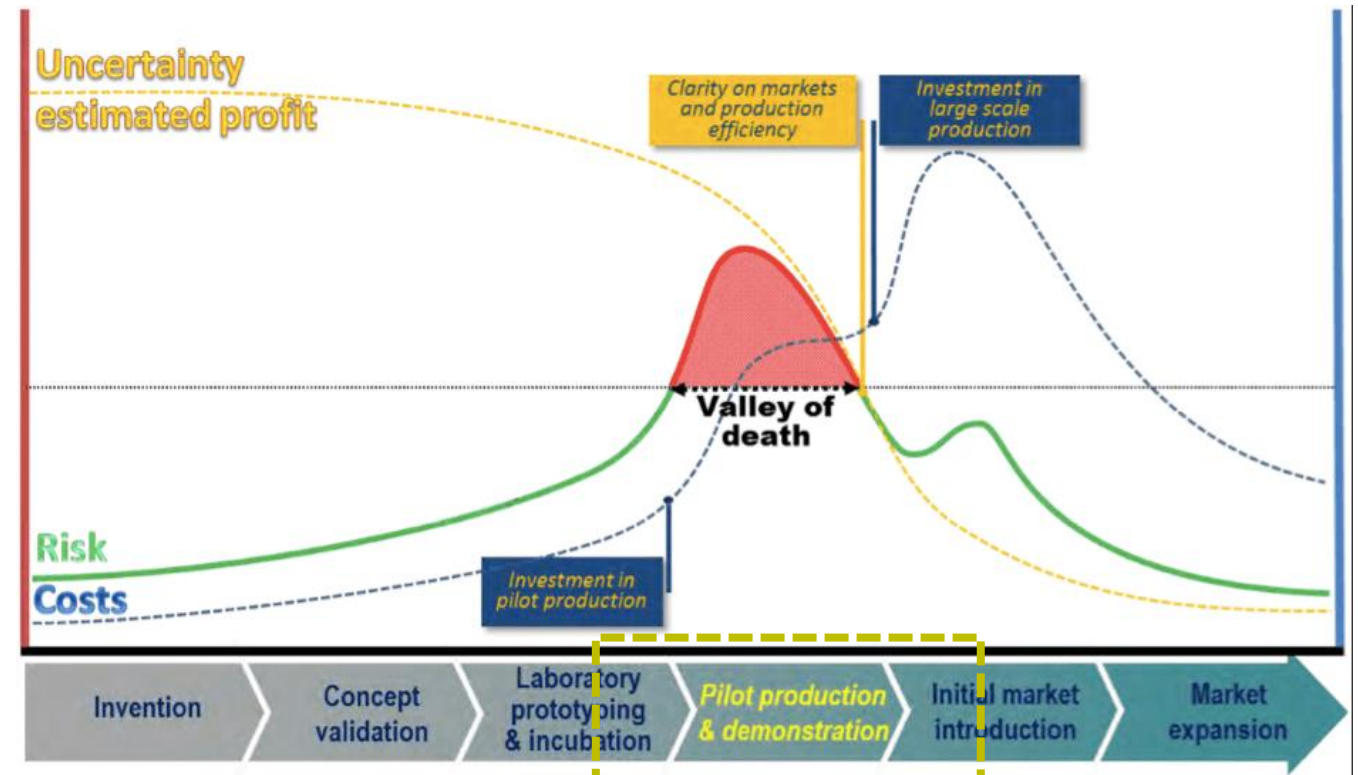 Uncertainty
estimated profit
Clarity on markets
and production
efficiency
Investment in
large scale
production
Valley of
death
Risk
Costs
Investment in
pilot production
Invention
Concept
validation
Laboratory
prototyping
& incubation
Pilot production
& demonstration
Initial market
introduction
Market
expansion